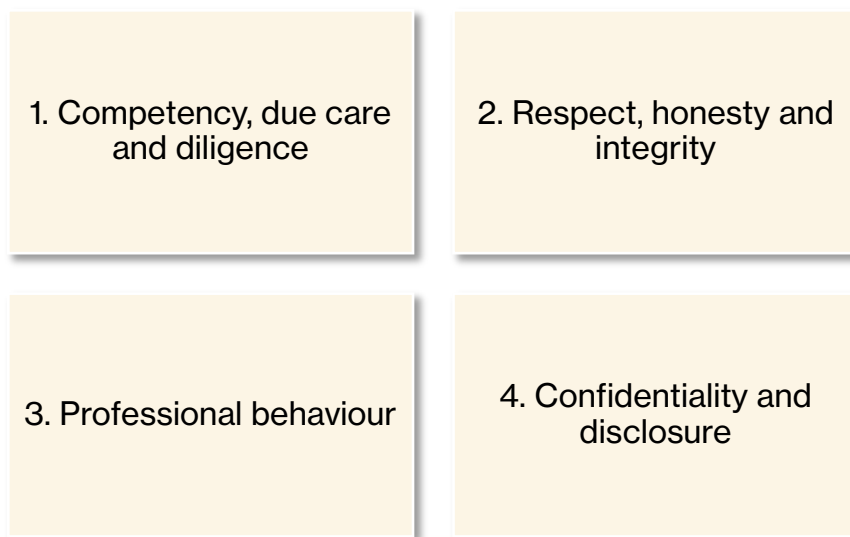 1. Competency, due care
and diligence
2. Respect, honesty and
integrity
3. Professional behaviour
4. Confidentiality and
disclosure